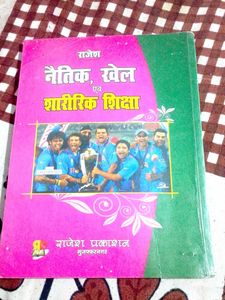 राजेश
नैतिक, खेल
एवं
शारीरिक शिक्षा
राजेश प्रकाशन
मुजफ्फरनगर